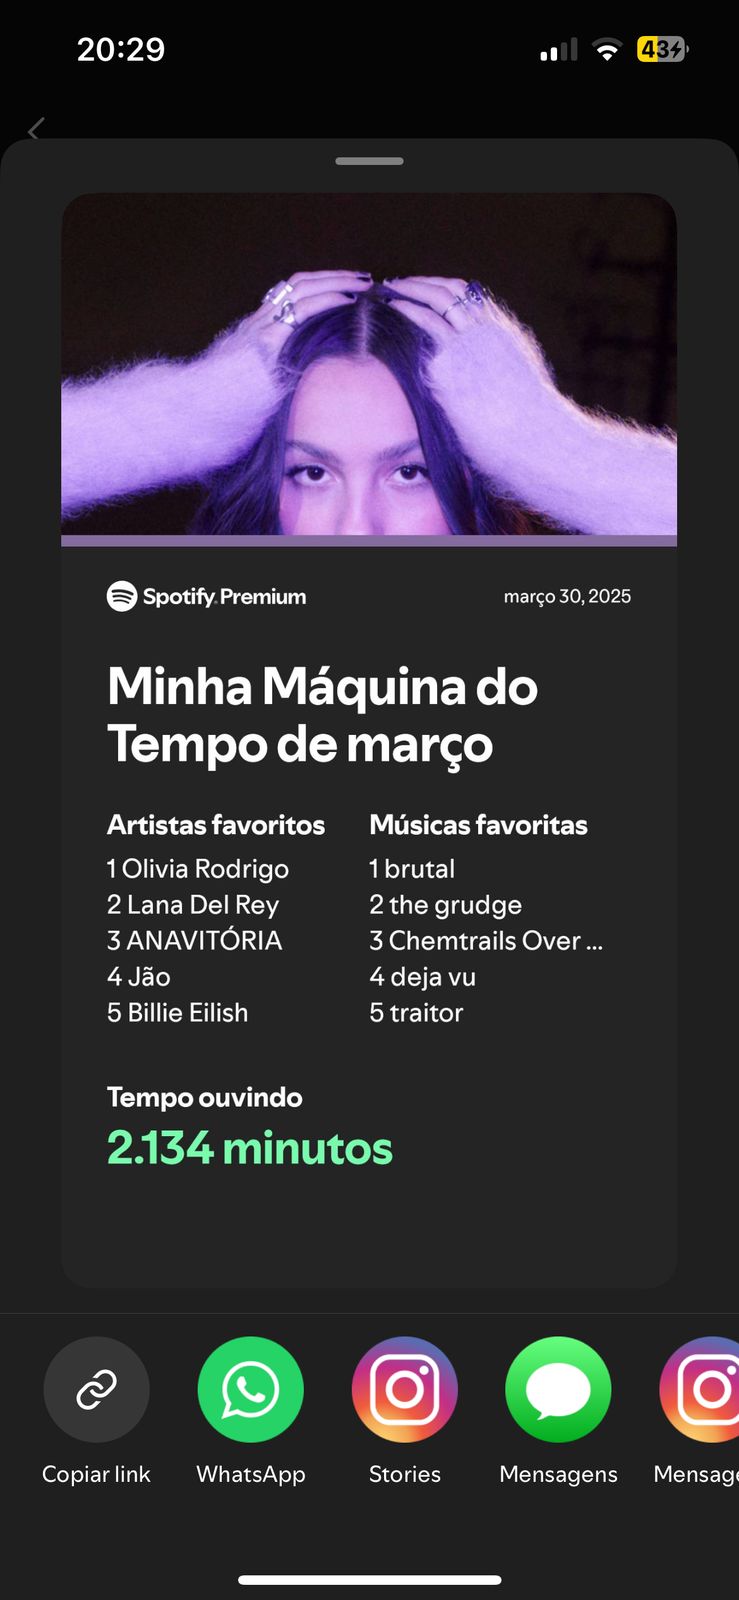 20:29
43
Spotify Premium
março 30, 2025
Minha Máquina do
Tempo de março
Artistas favoritos
1 Olivia Rodrigo
2 Lana Del Rey
3 ANAVITÓRIA
4 Jão
5 Billie Eilish
Músicas favoritas
1 brutal
2 the grudge
3 Chemtrails Over ...
4 deja vu
5 traitor
Tempo ouvindo
2.134 minutos
Copiar link
WhatsApp
Stories
Mensagens
Mensage